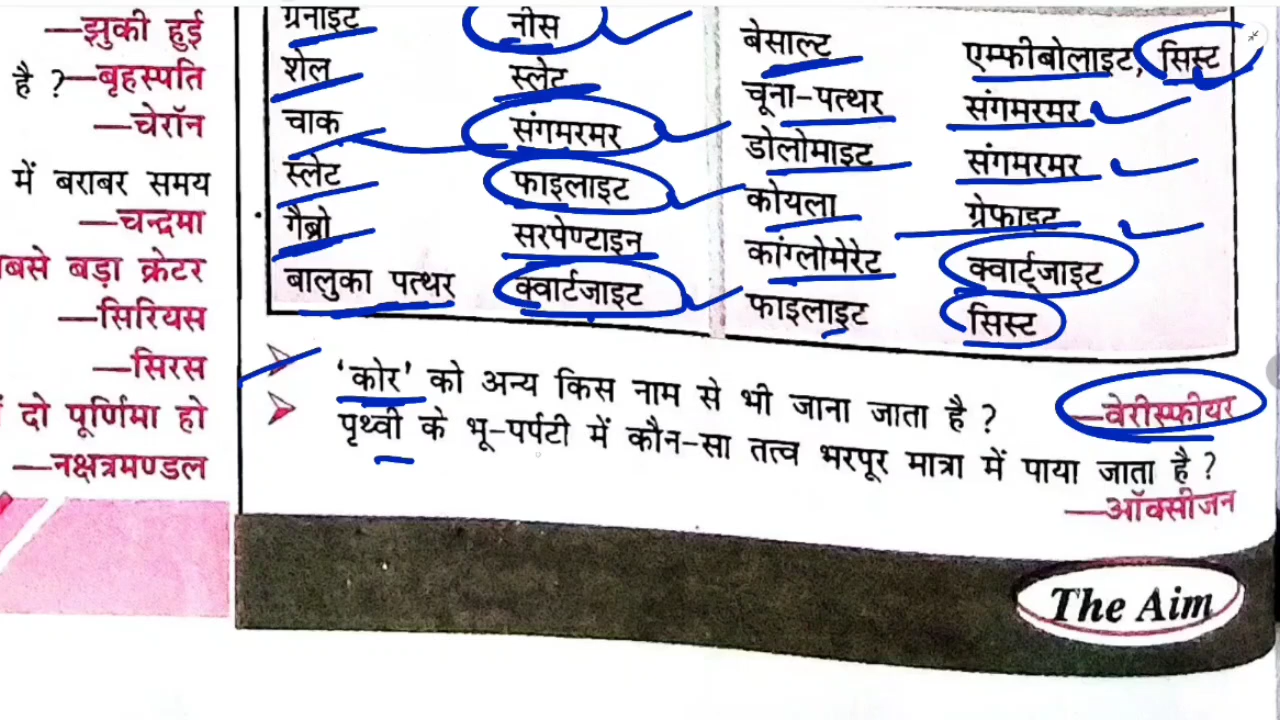 —झुकी हुई
है ? —बृहस्पति
—चेरॉन
में बराबर समय
—चन्द्रमा
बसे बड़ा क्रेटर
—सिरियस
—सिरस
दो पूर्णिमा हो
—नक्षत्रमण्डल
ग्रेनाइट नीस बेसाल्ट एम्फीबोलाइट, सिस्ट
शेल स्लेट चूना-पत्थर संगमरमर
चाक संगमरमर डोलोमाइट संगमरमर
स्लेट फाइलाइट कोयला ग्रेफाइट
गैब्रो सरपेण्टाइन कांग्लोमेरेट क्वार्ट्जाइट
बालुका पत्थर क्वार्टजाइट फाइलाइट सिस्ट
'कोर' को अन्य किस नाम से भी जाना जाता है ? —वेरीस्फीयर
पृथ्वी के भू-पर्पटी में कौन-सा तत्व भरपूर मात्रा में पाया जाता है ?
—ऑक्सीजन
The Aim